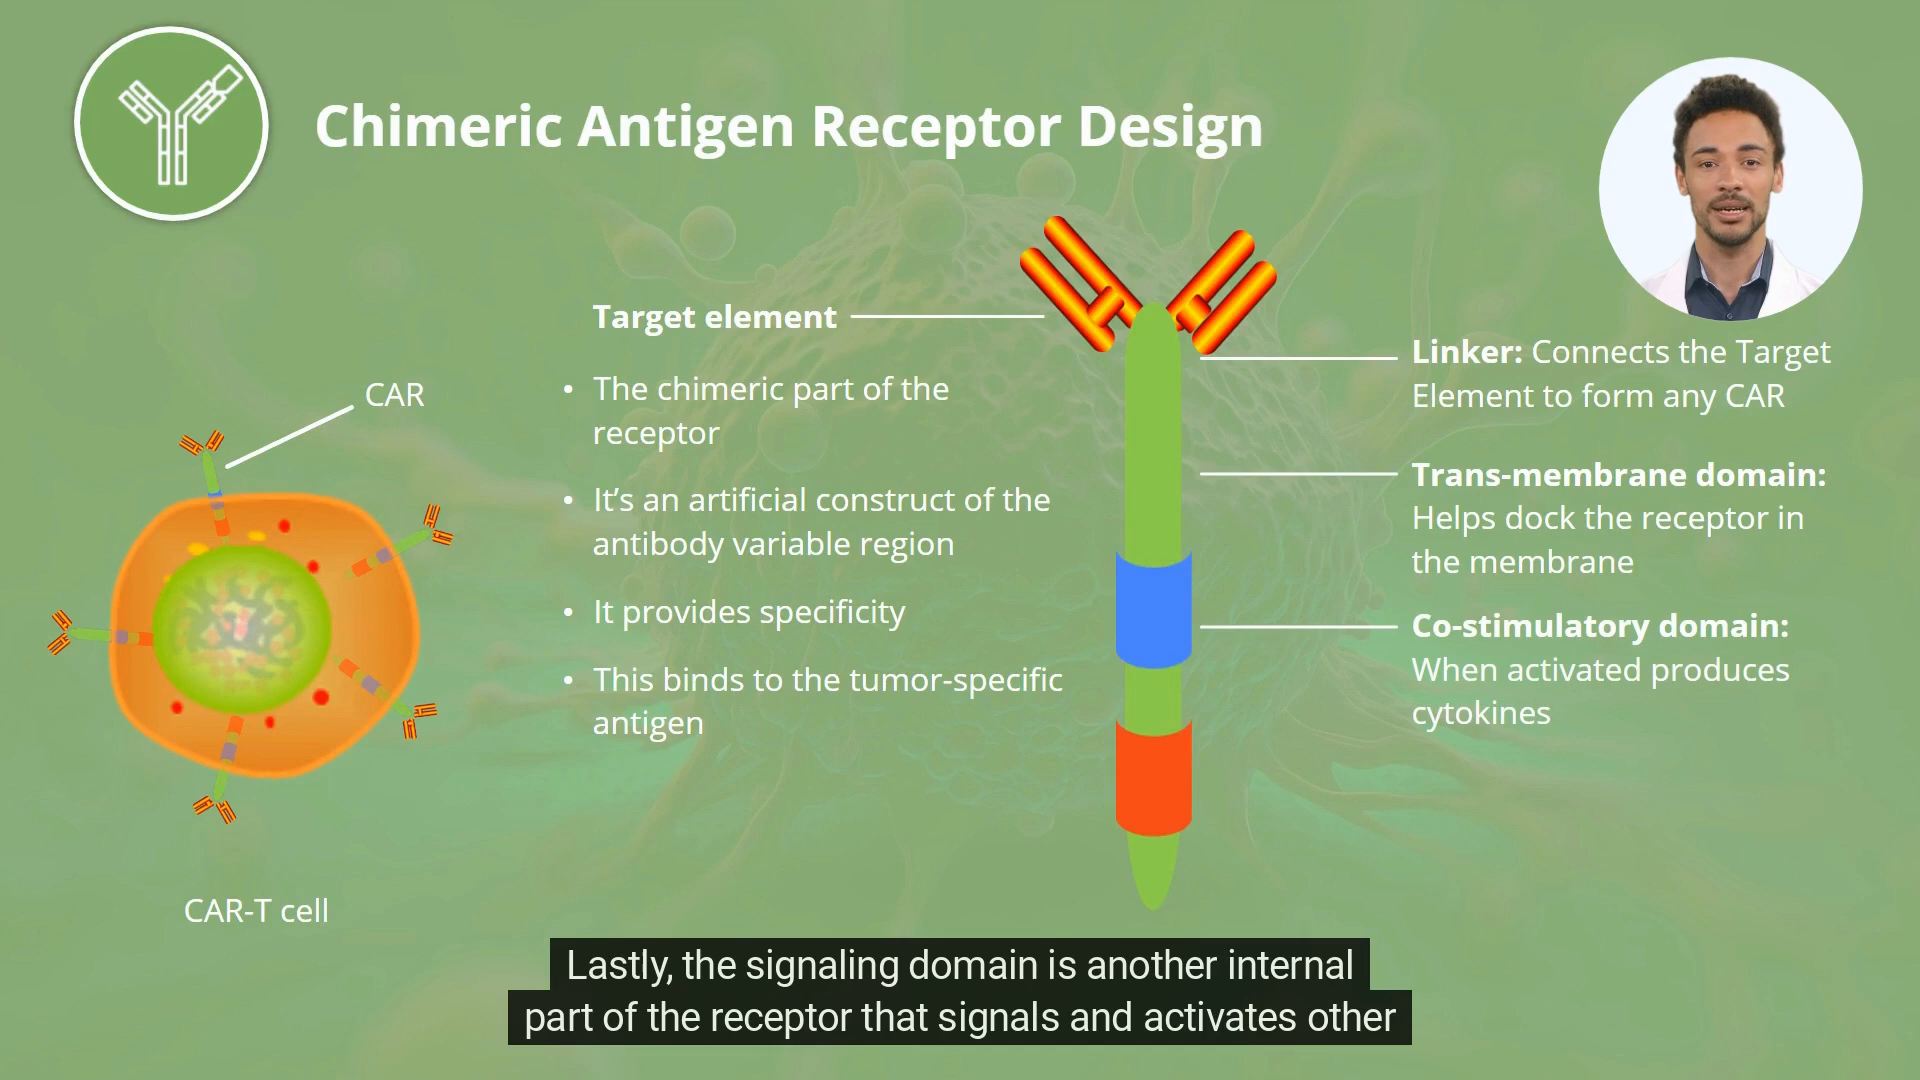 Chimeric Antigen Receptor Design
Target element
• The chimeric part of the
receptor
• It’s an artificial construct of the
antibody variable region
• It provides specificity
• This binds to the tumor-specific
antigen
CAR
CAR-T cell
Linker: Connects the Target
Element to form any CAR
Trans-membrane domain:
Helps dock the receptor in
the membrane
Co-stimulatory domain:
When activated produces
cytokines
Lastly, the signaling domain is another internal
part of the receptor that signals and activates other